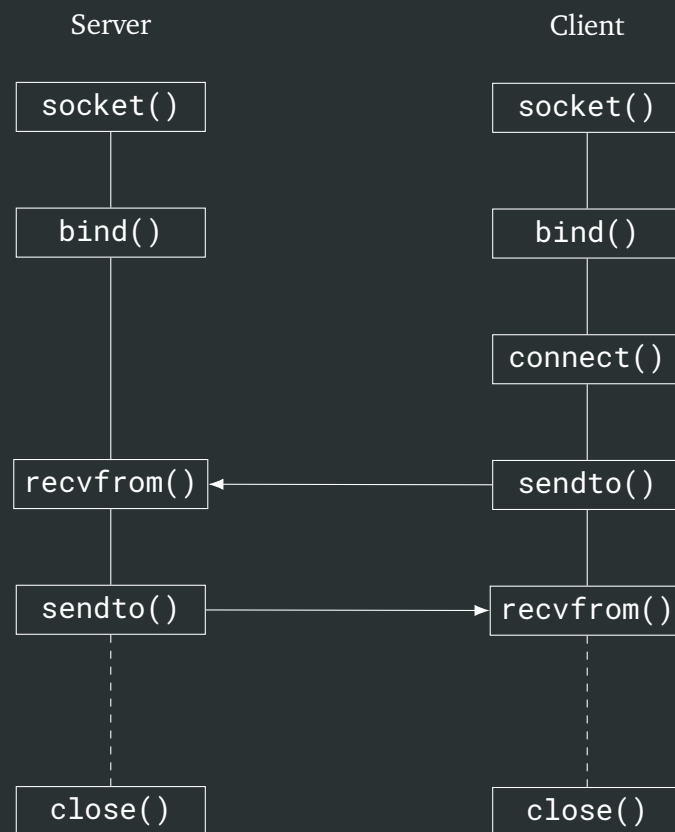 Server
Client
socket()
socket()
bind()
bind()
connect()
recvfrom()
sendto()
sendto()
recvfrom()
close()
close()